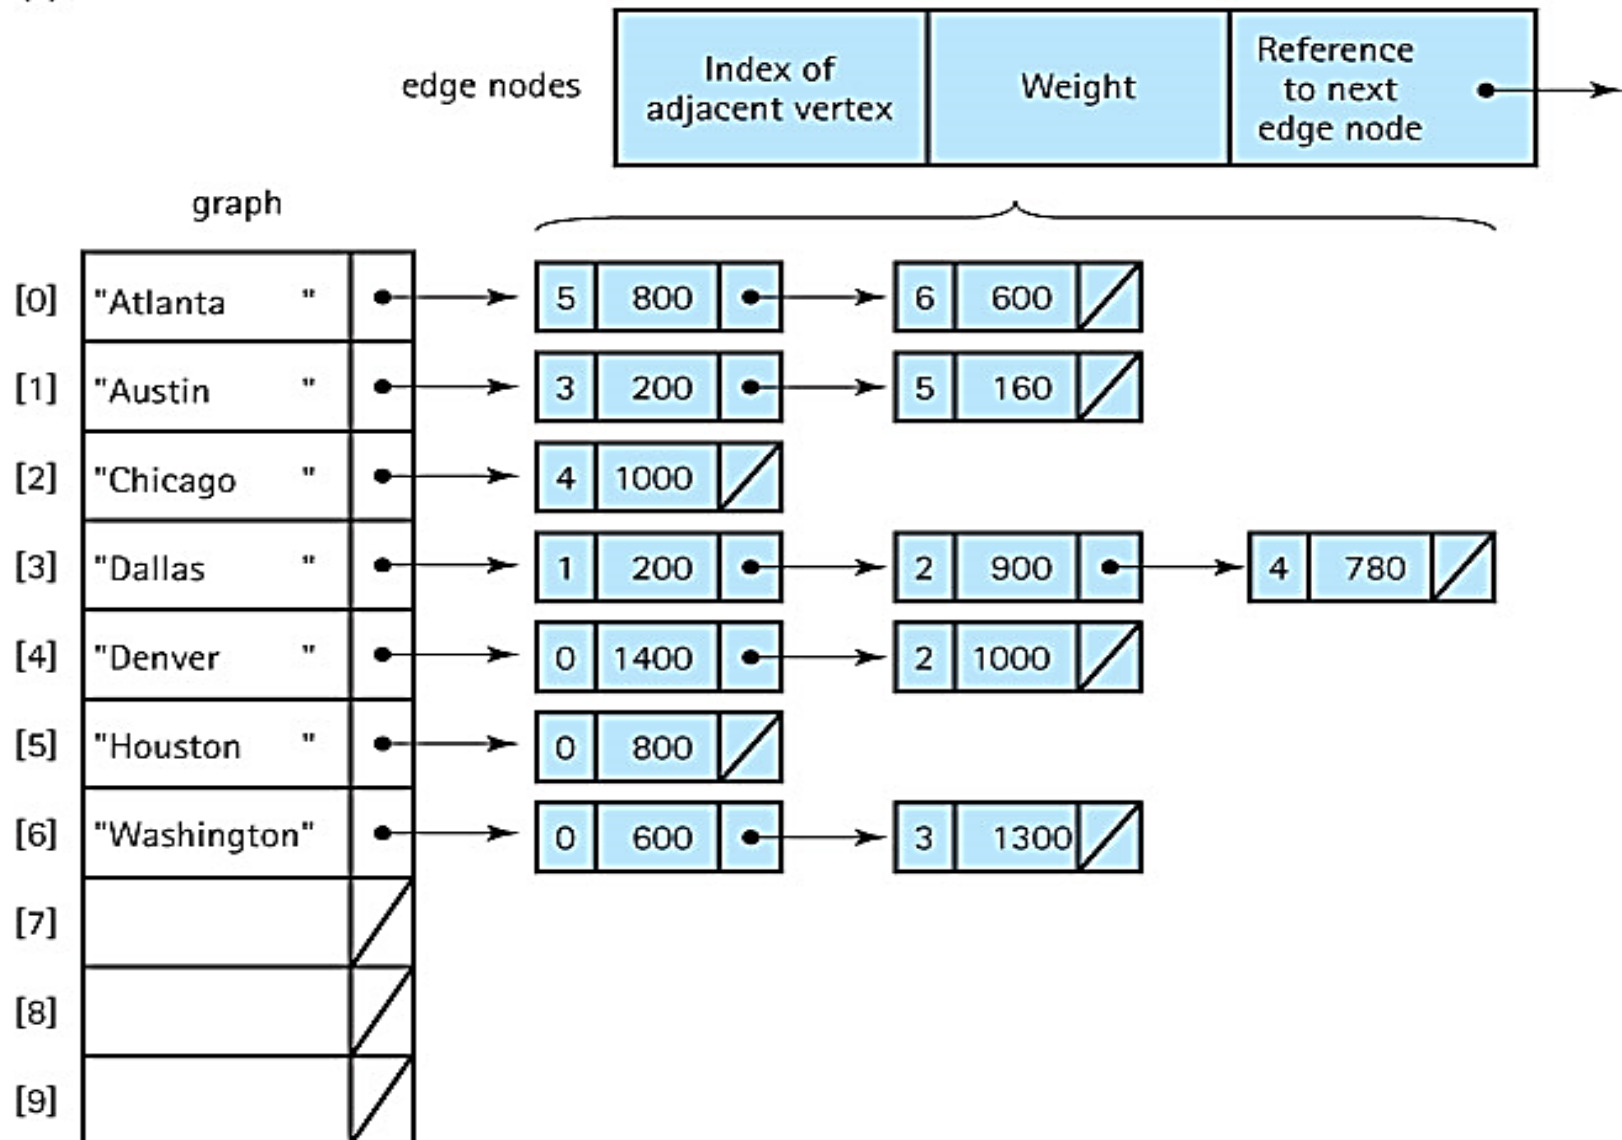 edge nodes
Index of
adjacent vertex
Weight
Reference
to next
edge node
graph
[0] "Atlanta " 5 800 6 600
[1] "Austin " 3 200 5 160
[2] "Chicago " 4 1000
[3] "Dallas " 1 200 2 900 4 780
[4] "Denver " 0 1400 2 1000
[5] "Houston " 0 800
[6] "Washington" 0 600 3 1300
[7]
[8]
[9]